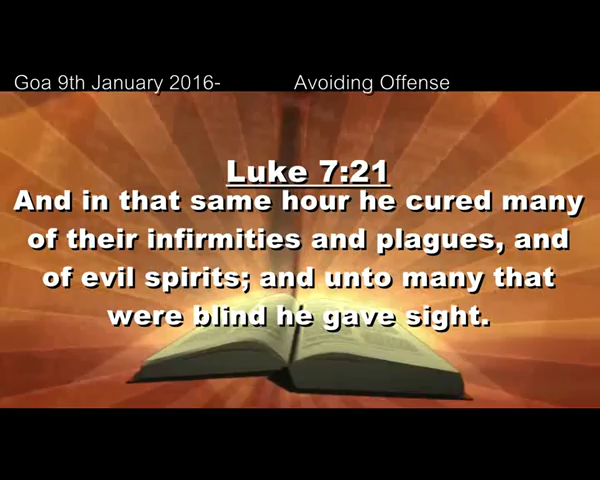 Goa 9th January 2016- Avoiding Offense
Luke 7:21
And in that same hour he cured many
of their infirmities and plagues, and
of evil spirits; and unto many that
were blind he gave sight.